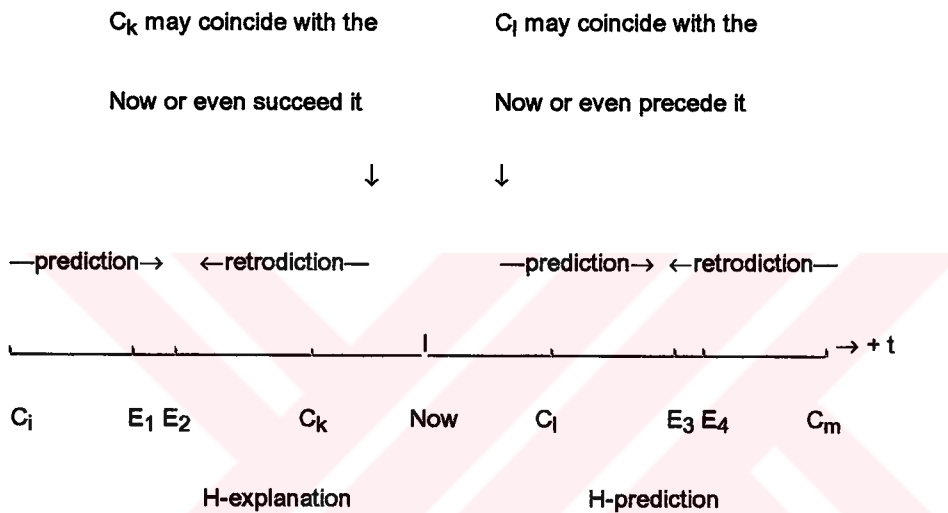 Ck may coincide with the Cl may coincide with the
Now or even succeed it Now or even precede it
↓ ↓
—prediction→ ←retrodiction— —prediction→ ←retrodiction—
→ + t
Ci E1 E2 Ck Now Cl E3 E4 Cm
H-explanation H-prediction